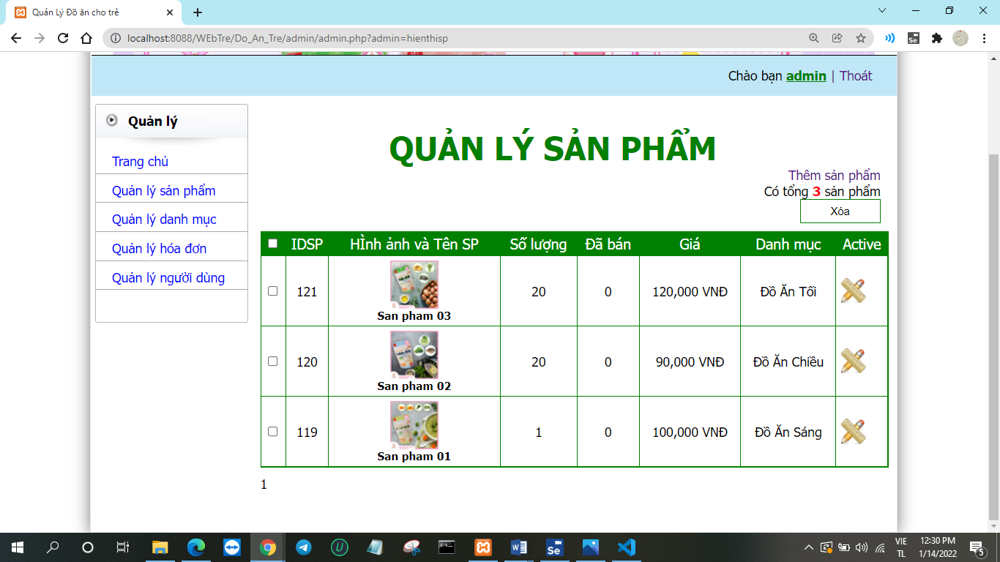 Quản Lý Đồ ăn cho trẻ
localhost:8088/WEbTre/Do_An_Tre/admin/admin.php?admin=hienthisp
Chào bạn admin | Thoát
Quản lý
Trang chủ
Quản lý sản phẩm
Quản lý danh mục
Quản lý hóa đơn
Quản lý người dùng
QUẢN LÝ SẢN PHẨM
Thêm sản phẩm
Có tổng 3 sản phẩm
Xóa
IDSP HÌnh ảnh và Tên SP Số lượng Đã bán Giá Danh mục Active
121 San pham 03 20 0 120,000 VNĐ Đồ Ăn Tối
120 San pham 02 20 0 90,000 VNĐ Đồ Ăn Chiều
119 San pham 01 1 0 100,000 VNĐ Đồ Ăn Sáng
1
VIE 12:30 PM
TL 1/14/2022 5